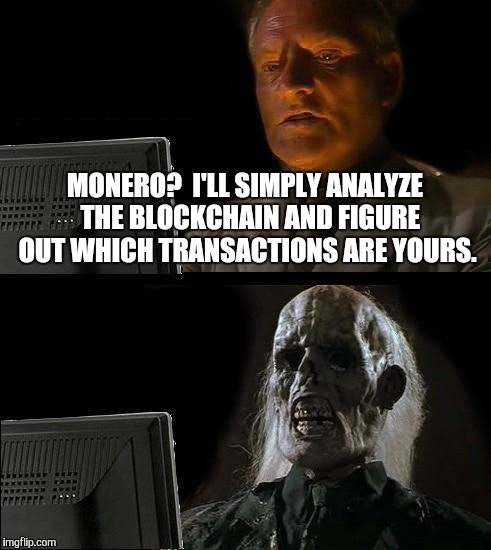 MONERO? I'LL SIMPLY ANALYZE
THE BLOCKCHAIN AND FIGURE
OUT WHICH TRANSACTIONS ARE YOURS.
imgflip.com